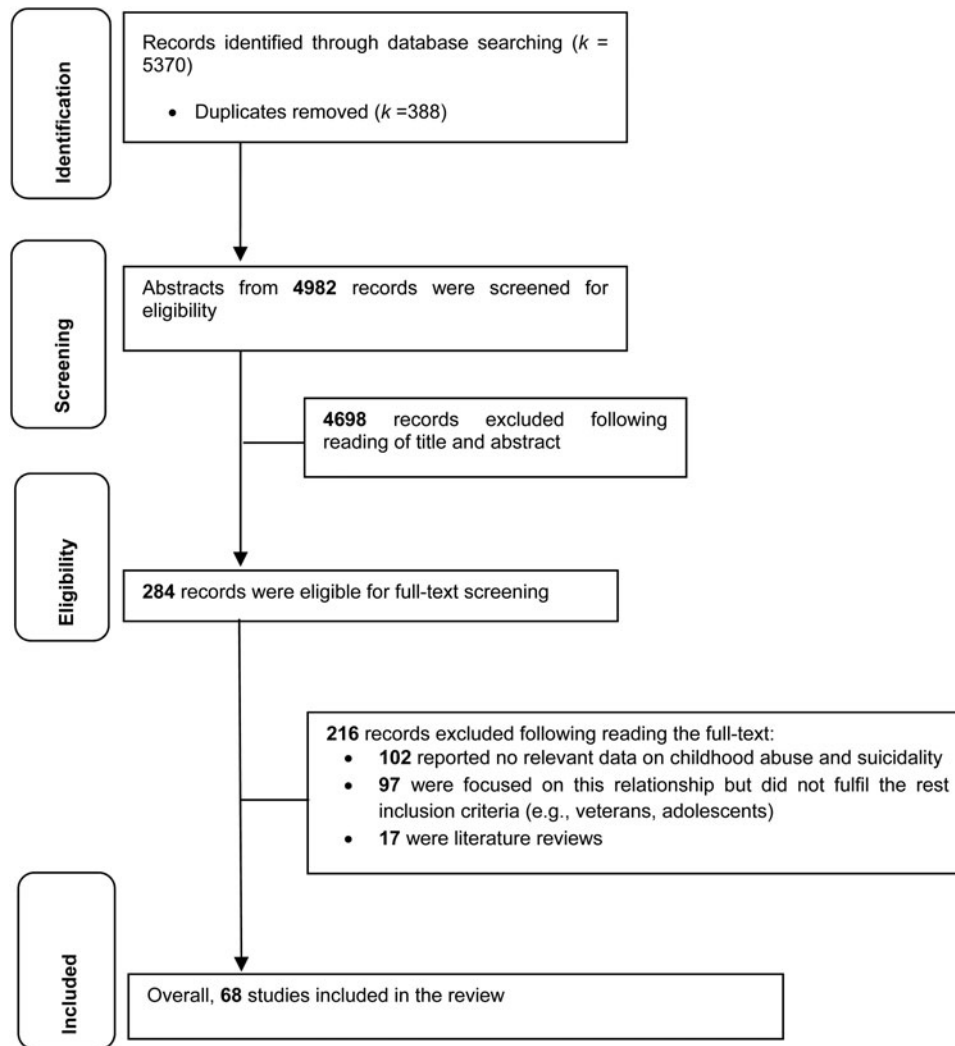 Identification
Records identified through database searching (k =
5370)
• Duplicates removed (k =388)
Screening
Abstracts from 4982 records were screened for
eligibility
4698 records excluded following
reading of title and abstract
Eligibility
284 records were eligible for full-text screening
216 records excluded following reading the full-text:
• 102 reported no relevant data on childhood abuse and suicidality
• 97 were focused on this relationship but did not fulfil the rest
inclusion criteria (e.g., veterans, adolescents)
• 17 were literature reviews
Included
Overall, 68 studies included in the review